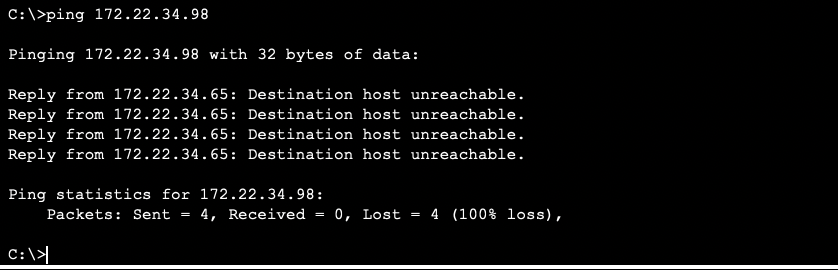 C:\>ping 172.22.34.98
Pinging 172.22.34.98 with 32 bytes of data:
Reply from 172.22.34.65: Destination host unreachable.
Reply from 172.22.34.65: Destination host unreachable.
Reply from 172.22.34.65: Destination host unreachable.
Reply from 172.22.34.65: Destination host unreachable.
Ping statistics for 172.22.34.98:
    Packets: Sent = 4, Received = 0, Lost = 4 (100% loss),
C:\>